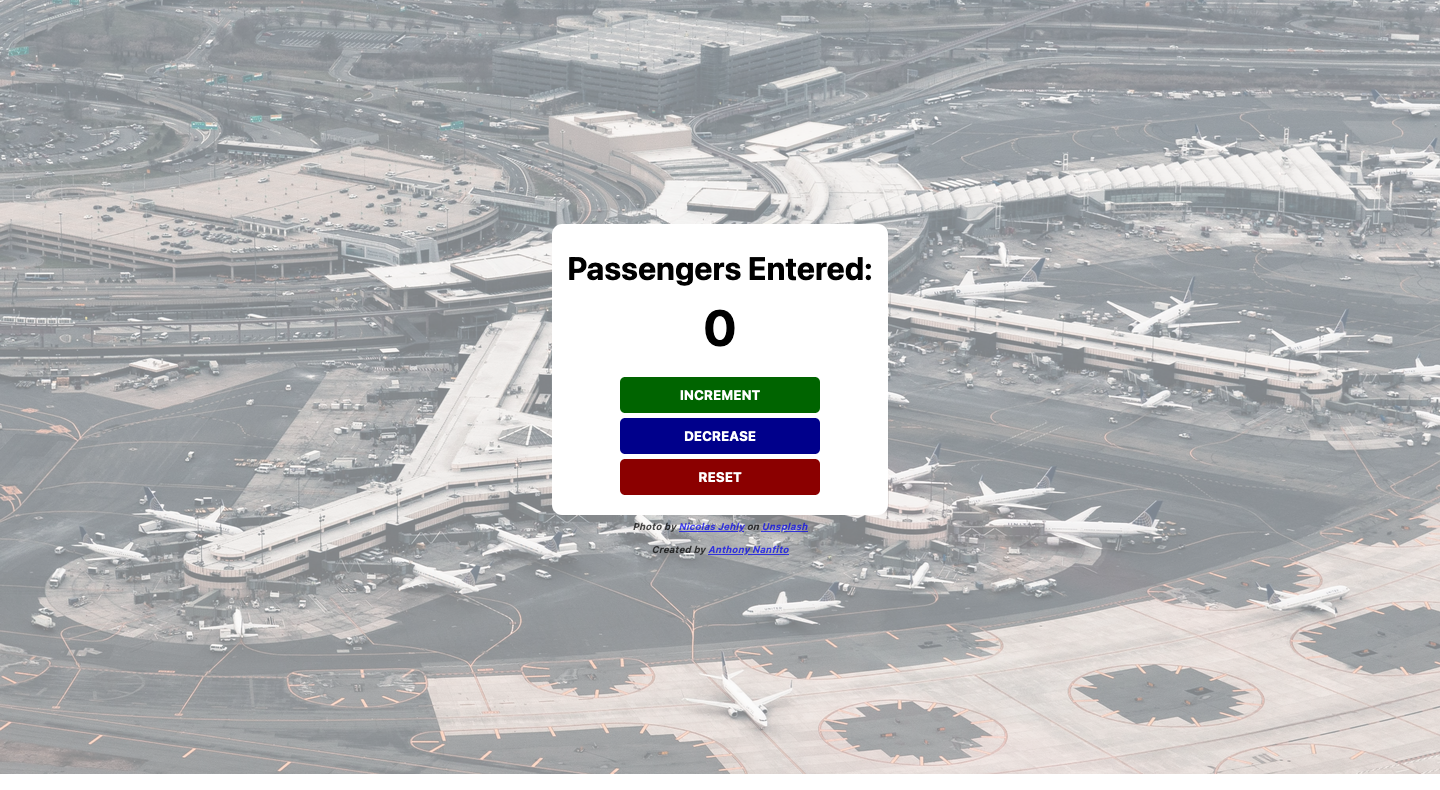 Passengers Entered:
0
INCREMENT
DECREASE
RESET
Photo by Nicolas Jehly on Unsplash
Created by Anthony Nanfito